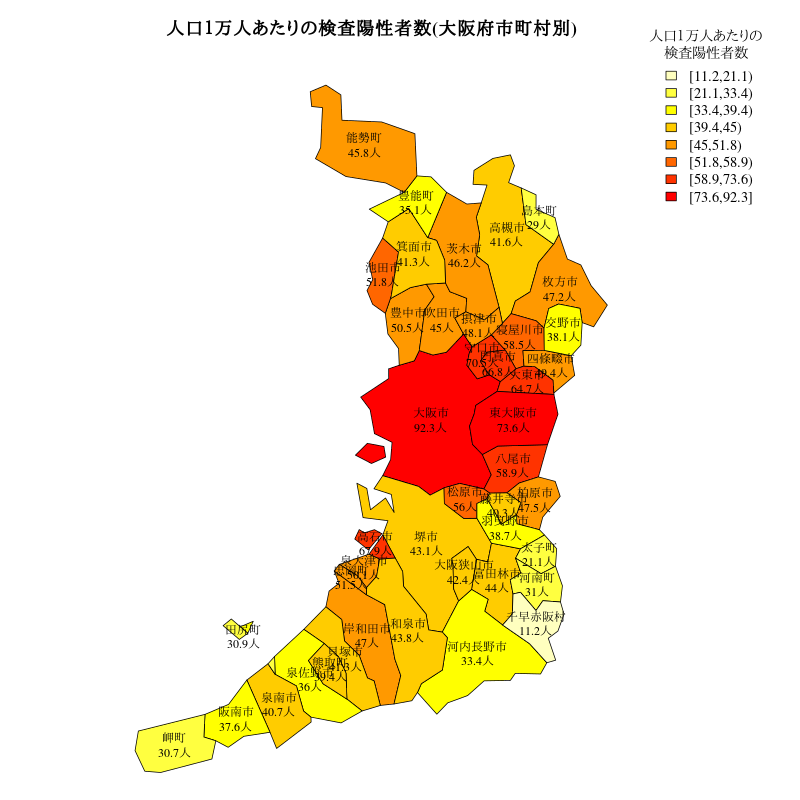 人口1万人あたりの検査陽性者数(大阪府市町村別)
人口1万人あたりの
検査陽性者数
[11.2,21.1)
[21.1,33.4)
[33.4,39.4)
[39.4,45)
[45,51.8)
[51.8,58.9)
[58.9,73.6)
[73.6,92.3]
能勢町
45.8人
豊能町
35.1人
島本町
29人
高槻市
41.6人
箕面市
41.3人
茨木市
46.2人
池田市
51.8人
枚方市
47.2人
豊中市
50.5人
吹田市
45人
摂津市
48.1人
寝屋川市
58.5人
交野市
38.1人
門真市
66.8人
四條畷市
49.4人
大東市
64.7人
大阪市
92.3人
東大阪市
73.6人
八尾市
58.9人
松原市
56人
藤井寺市
40.3人
柏原市
47.5人
羽曳野市
38.7人
高石市
堺市
43.1人
太子町
21.1人
泉大津市
50.1人
51.5人
大阪狭山市
42.4人
富田林市
44人
河南町
31人
千早赤阪村
11.2人
田尻町
30.9人
岸和田市
47人
和泉市
43.8人
貝塚市
41.3人
熊取町
39.4人
河内長野市
33.4人
泉佐野市
36人
泉南市
40.7人
阪南市
37.6人
岬町
30.7人